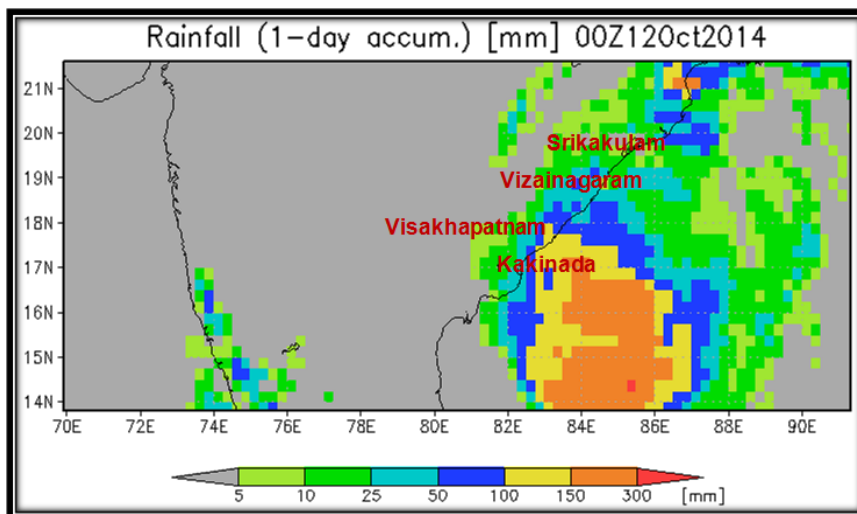 Rainfall (1-day accum.) [mm] 00Z12Oct2014
21N
20N
19N
18N
17N
16N
15N
14N
Srikakulam
Vizainagaram
Visakhapatnam
Kakinada
70E 72E 74E 76E 78E 80E 82E 84E 86E 88E 90E
5 10 25 50 100 150 300 [mm]